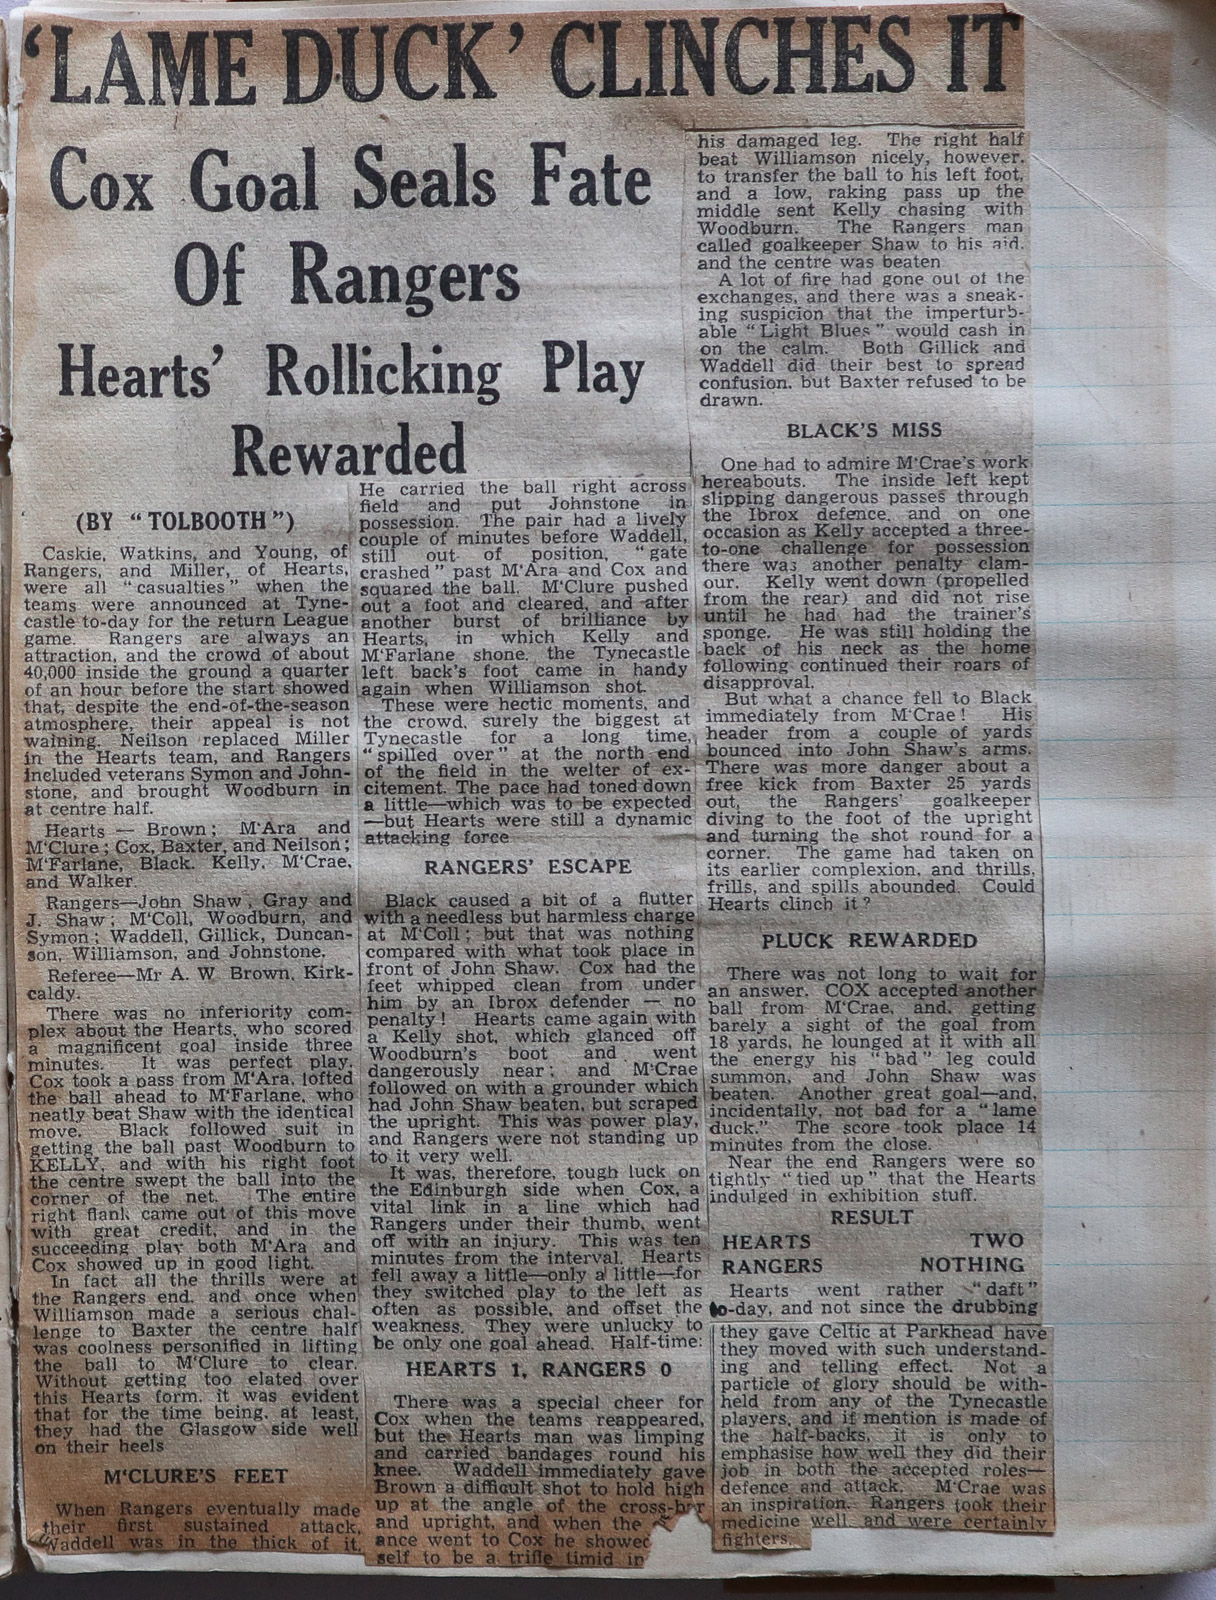 ‘LAME DUCK’ CLINCHES IT
Cox Goal Seals Fate
Of Rangers
Hearts’ Rollicking Play
Rewarded
(BY “TOLBOOTH”)
Caskie, Watkins, and Young, of
Rangers, and Miller, of Hearts,
were all “casualties” when the
teams were announced at Tyne-
castle to-day for the return League
game. Rangers are always an
attraction, and the crowd of about
40,000 inside the ground a quarter
of an hour before the start showed
that, despite the end-of-the-season
atmosphere, their appeal is not
waining. Neilson replaced Miller
in the Hearts team, and Rangers
included veterans Symon and John-
stone, and brought Woodburn in
at centre half.
Hearts — Brown; M‘Ara and
M‘Clure; Cox, Baxter, and Neilson;
M‘Farlane, Black, Kelly, M‘Crae,
and Walker.
Rangers—John Shaw; Gray and
J. Shaw; M‘Coll, Woodburn, and
Symon; Waddell, Gillick, Duncan-
son, Williamson, and Johnstone.
Referee—Mr A. W. Brown, Kirk-
caldy.
There was no inferiority com-
plex about the Hearts, who scored
a magnificent goal inside three
minutes. It was perfect play.
Cox took a pass from M‘Ara, lofted
the ball ahead to M‘Farlane, who
neatly beat Shaw with the identical
move. Black followed suit in
getting the ball past Woodburn to
KELLY, and with his right foot
the centre swept the ball into the
corner of the net. The entire
right flank came out of this move
with great credit, and in the
succeeding play both M‘Ara and
Cox showed up in good light.
In fact all the thrills were at
the Rangers end, and once when
Williamson made a serious chal-
lenge to Baxter the centre half
was coolness personified in lifting
the ball to M‘Clure to clear.
Without getting too elated over
this Hearts form, it was evident
that for the time being, at least,
they had the Glasgow side well
on their heels
M‘CLURE’S FEET
When Rangers eventually made
their first sustained attack,
Waddell was in the thick of it.
He carried the ball right across
field and put Johnstone in
possession. The pair had a lively
couple of minutes before Waddell,
still out of position, “gate
crashed” past M‘Ara and Cox and
squared the ball. M‘Clure pushed
out a foot and cleared, and after
another burst of brilliance by
Hearts, in which Kelly and
M‘Farlane shone, the Tynecastle
left back’s foot came in handy
again when Williamson shot.
These were hectic moments, and
the crowd, surely the biggest at
Tynecastle for a long time,
“spilled over” at the north end
of the field in the welter of ex-
citement. The pace had toned down
a little—which was to be expected
—but Hearts were still a dynamic
attacking force
RANGERS’ ESCAPE
Black caused a bit of a flutter
with a needless but harmless charge
at M‘Coll; but that was nothing
compared with what took place in
front of John Shaw. Cox had the
feet whipped clean from under
him by an Ibrox defender — no
penalty! Hearts came again with
a Kelly shot, which glanced off
Woodburn’s boot and went
dangerously near; and M‘Crae
followed on with a grounder which
had John Shaw beaten, but scraped
the upright. This was power play,
and Rangers were not standing up
to it very well.
It was, therefore, tough luck on
the Edinburgh side when Cox, a
vital link in a line which had
Rangers under their thumb, went
off with an injury. This was ten
minutes from the interval. Hearts
fell away a little—only a little—for
they switched play to the left as
often as possible, and offset the
weakness. They were unlucky to
be only one goal ahead. Half-time:
HEARTS 1, RANGERS 0
There was a special cheer for
Cox when the teams reappeared,
but the Hearts man was limping
and carried bandages round his
knee. Waddell immediately gave
Brown a difficult shot to hold high
up at the angle of the cross-bar
and upright, and when the
ance went to Cox he showed
self to be a trifle timid in
his damaged leg. The right half
beat Williamson nicely, however,
to transfer the ball to his left foot,
and a low, raking pass up the
middle sent Kelly chasing with
Woodburn. The Rangers man
called goalkeeper Shaw to his aid,
and the centre was beaten
A lot of fire had gone out of the
exchanges, and there was a sneak-
ing suspicion that the imperturb-
able “Light Blues” would cash in
on the calm. Both Gillick and
Waddell did their best to spread
confusion, but Baxter refused to be
drawn.
BLACK’S MISS
One had to admire M‘Crae’s work
hereabouts. The inside left kept
slipping dangerous passes through
the Ibrox defence, and on one
occasion as Kelly accepted a three-
to-one challenge for possession
there was another penalty clam-
our. Kelly went down (propelled
from the rear) and did not rise
until he had had the trainer’s
sponge. He was still holding the
back of his neck as the home
following continued their roars of
disapproval.
But what a chance fell to Black
immediately from M‘Crae! His
header from a couple of yards
bounced into John Shaw’s arms.
There was more danger about a
free kick from Baxter 25 yards
out, the Rangers’ goalkeeper
diving to the foot of the upright
and turning the shot round for a
corner. The game had taken on
its earlier complexion, and thrills,
frills, and spills abounded. Could
Hearts clinch it?
PLUCK REWARDED
There was not long to wait for
an answer. COX accepted another
ball from M‘Crae, and, getting
barely a sight of the goal from
18 yards, he lounged at it with all
the energy his “bad” leg could
summon, and John Shaw was
beaten. Another great goal—and,
incidentally, not bad for a “lame
duck.” The score took place 14
minutes from the close.
Near the end Rangers were so
tightly “tied up” that the Hearts
indulged in exhibition stuff.
RESULT
HEARTS TWO
RANGERS NOTHING
Hearts went rather “daft”
to-day, and not since the drubbing
they gave Celtic at Parkhead have
they moved with such understand-
ing and telling effect. Not a
particle of glory should be with-
held from any of the Tynecastle
players, and if mention is made of
the half-backs, it is only to
emphasise how well they did their
job in both the accepted roles—
defence and attack. M‘Crae was
an inspiration. Rangers took their
medicine well and were certainly
fighters.